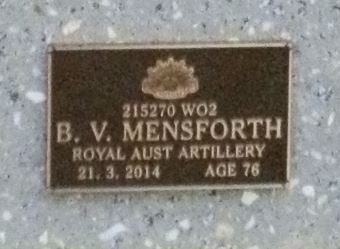 215270 WO2
B. V. MENSFORTH
ROYAL AUST ARTILLERY
21. 3. 2014 AGE 76